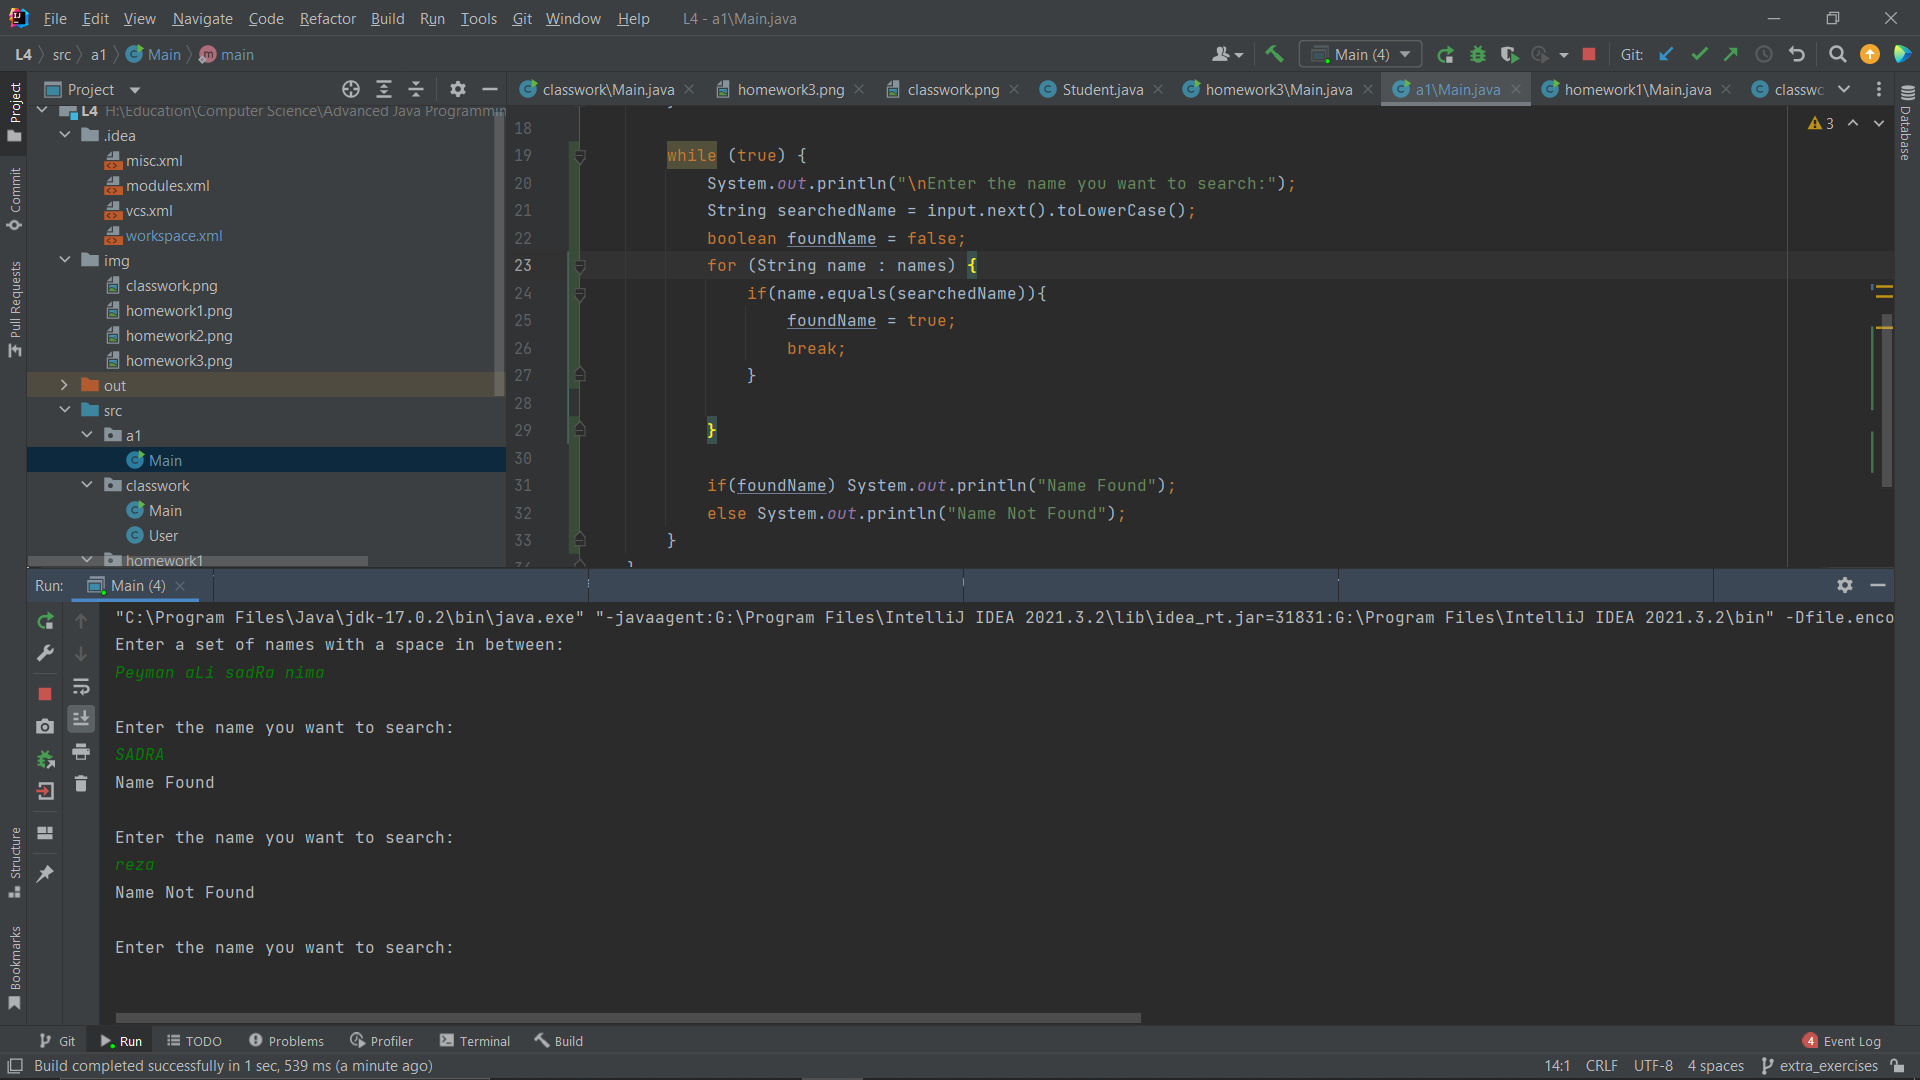 File Edit View Navigate Code Refactor Build Run Tools Git Window Help L4 - a1\Main.java
L4 src a1 Main main
Main (4) Git:
Project
classwork\Main.java homework3.png classwork.png Student.java homework3\Main.java a1\Main.java homework1\Main.java classwc
L4 H:\Education\Computer Science\Advanced Java Programmin
.idea
misc.xml
modules.xml
vcs.xml
workspace.xml
img
classwork.png
homework1.png
homework2.png
homework3.png
out
src
a1
Main
classwork
Main
User
homework1
Project
Commit
Pull Requests
Structure
Bookmarks
Database
3
18
19 while (true) {
20 System.out.println("\nEnter the name you want to search:");
21 String searchedName = input.next().toLowerCase();
22 boolean foundName = false;
23 for (String name : names) {
24 if(name.equals(searchedName)){
25 foundName = true;
26 break;
27 }
28
29 }
30
31 if(foundName) System.out.println("Name Found");
32 else System.out.println("Name Not Found");
33 }
Run: Main (4)
"C:\Program Files\Java\jdk-17.0.2\bin\java.exe" "-javaagent:G:\Program Files\IntelliJ IDEA 2021.3.2\lib\idea_rt.jar=31831:G:\Program Files\IntelliJ IDEA 2021.3.2\bin" -Dfile.enco
Enter a set of names with a space in between:
Peyman aLi sadRa nima
Enter the name you want to search:
SADRA
Name Found
Enter the name you want to search:
reza
Name Not Found
Enter the name you want to search:
Git Run TODO Problems Profiler Terminal Build 4 Event Log
Build completed successfully in 1 sec, 539 ms (a minute ago) 14:1 CRLF UTF-8 4 spaces extra_exercises